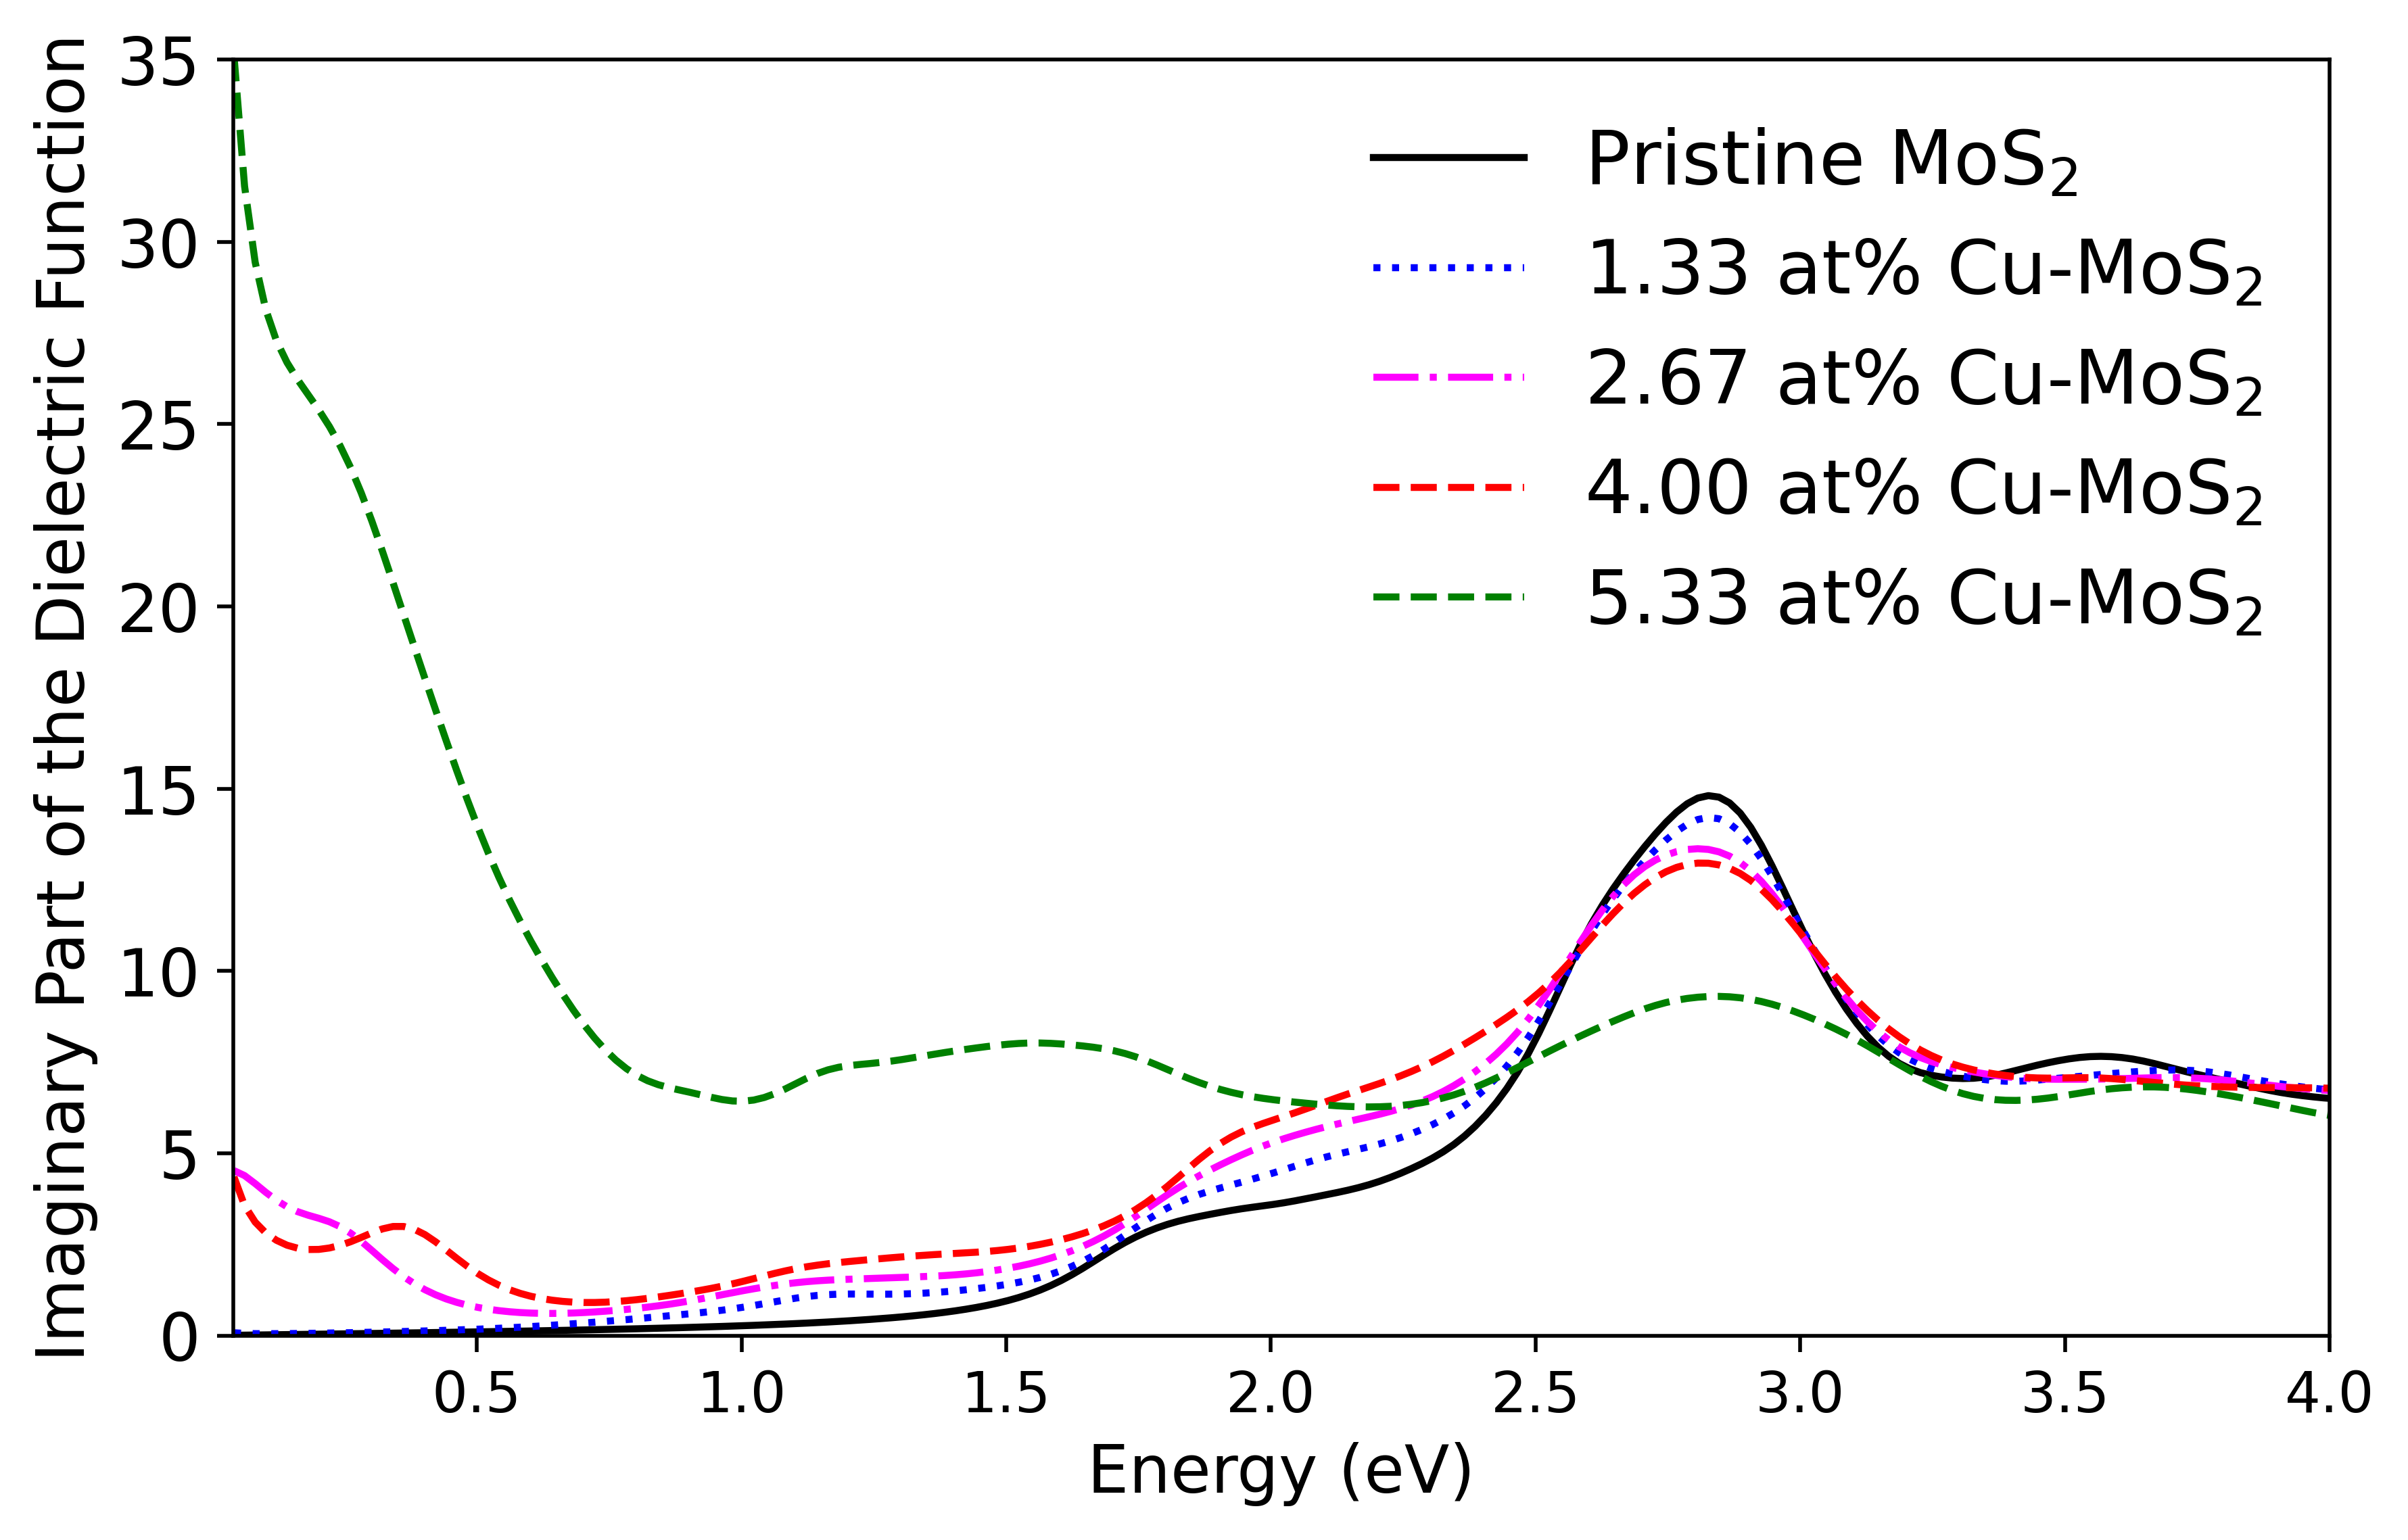 Imaginary Part of the Dielectric Function
35
30
25
20
15
10
5
0
Pristine MoS₂
1.33 at% Cu-MoS₂
2.67 at% Cu-MoS₂
4.00 at% Cu-MoS₂
5.33 at% Cu-MoS₂
0.5 1.0 1.5 2.0 2.5 3.0 3.5 4.0
Energy (eV)